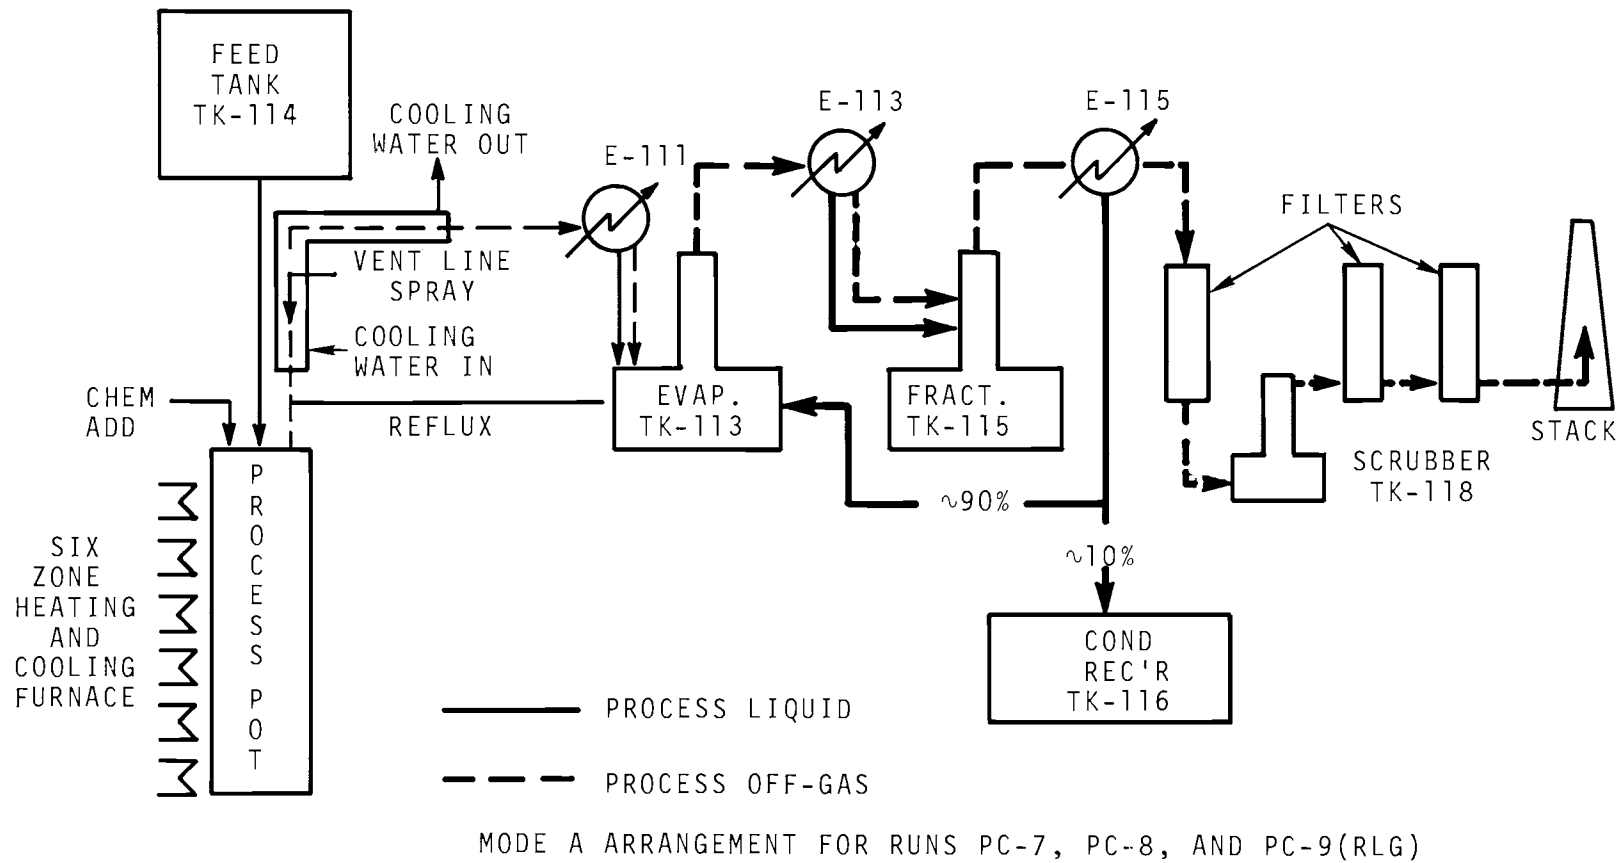 FEED
TANK
TK-114
COOLING
WATER OUT
E-111
E-113
E-115
FILTERS
VENT LINE
SPRAY
COOLING
WATER IN
CHEM
ADD
REFLUX
EVAP.
TK-113
FRACT.
TK-115
STACK
SCRUBBER
TK-118
PROCESS POT
~90%
~10%
SIX
ZONE
HEATING
AND
COOLING
FURNACE
COND
REC'R
TK-116
PROCESS LIQUID
PROCESS OFF-GAS
MODE A ARRANGEMENT FOR RUNS PC-7, PC-8, AND PC-9(RLG)